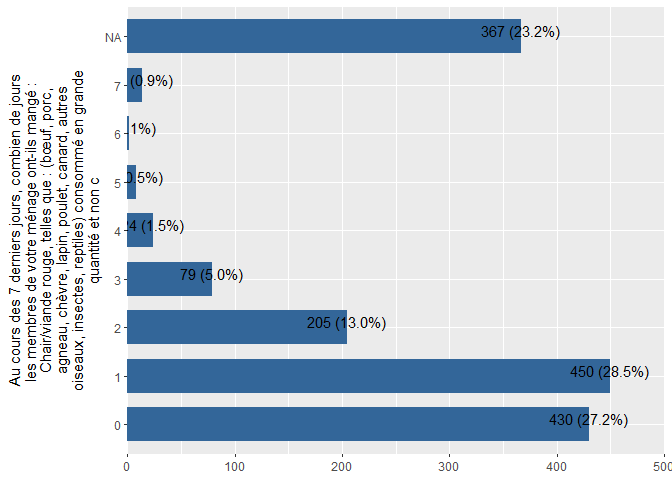 Au cours des 7 derniers jours, combien de jours
les membres de votre ménage ont-ils mangé :
Chair/viande rouge, telles que : (bœuf, porc,
agneau, chèvre, lapin, poulet, canard, autres
oiseaux, insectes, reptiles) consommé en grande
quantité et non c
NA 367 (23.2%)
7 (0.9%)
6 1%)
5 0.5%)
4 24 (1.5%)
3 79 (5.0%)
2 205 (13.0%)
1 450 (28.5%)
0 430 (27.2%)
0 100 200 300 400 500